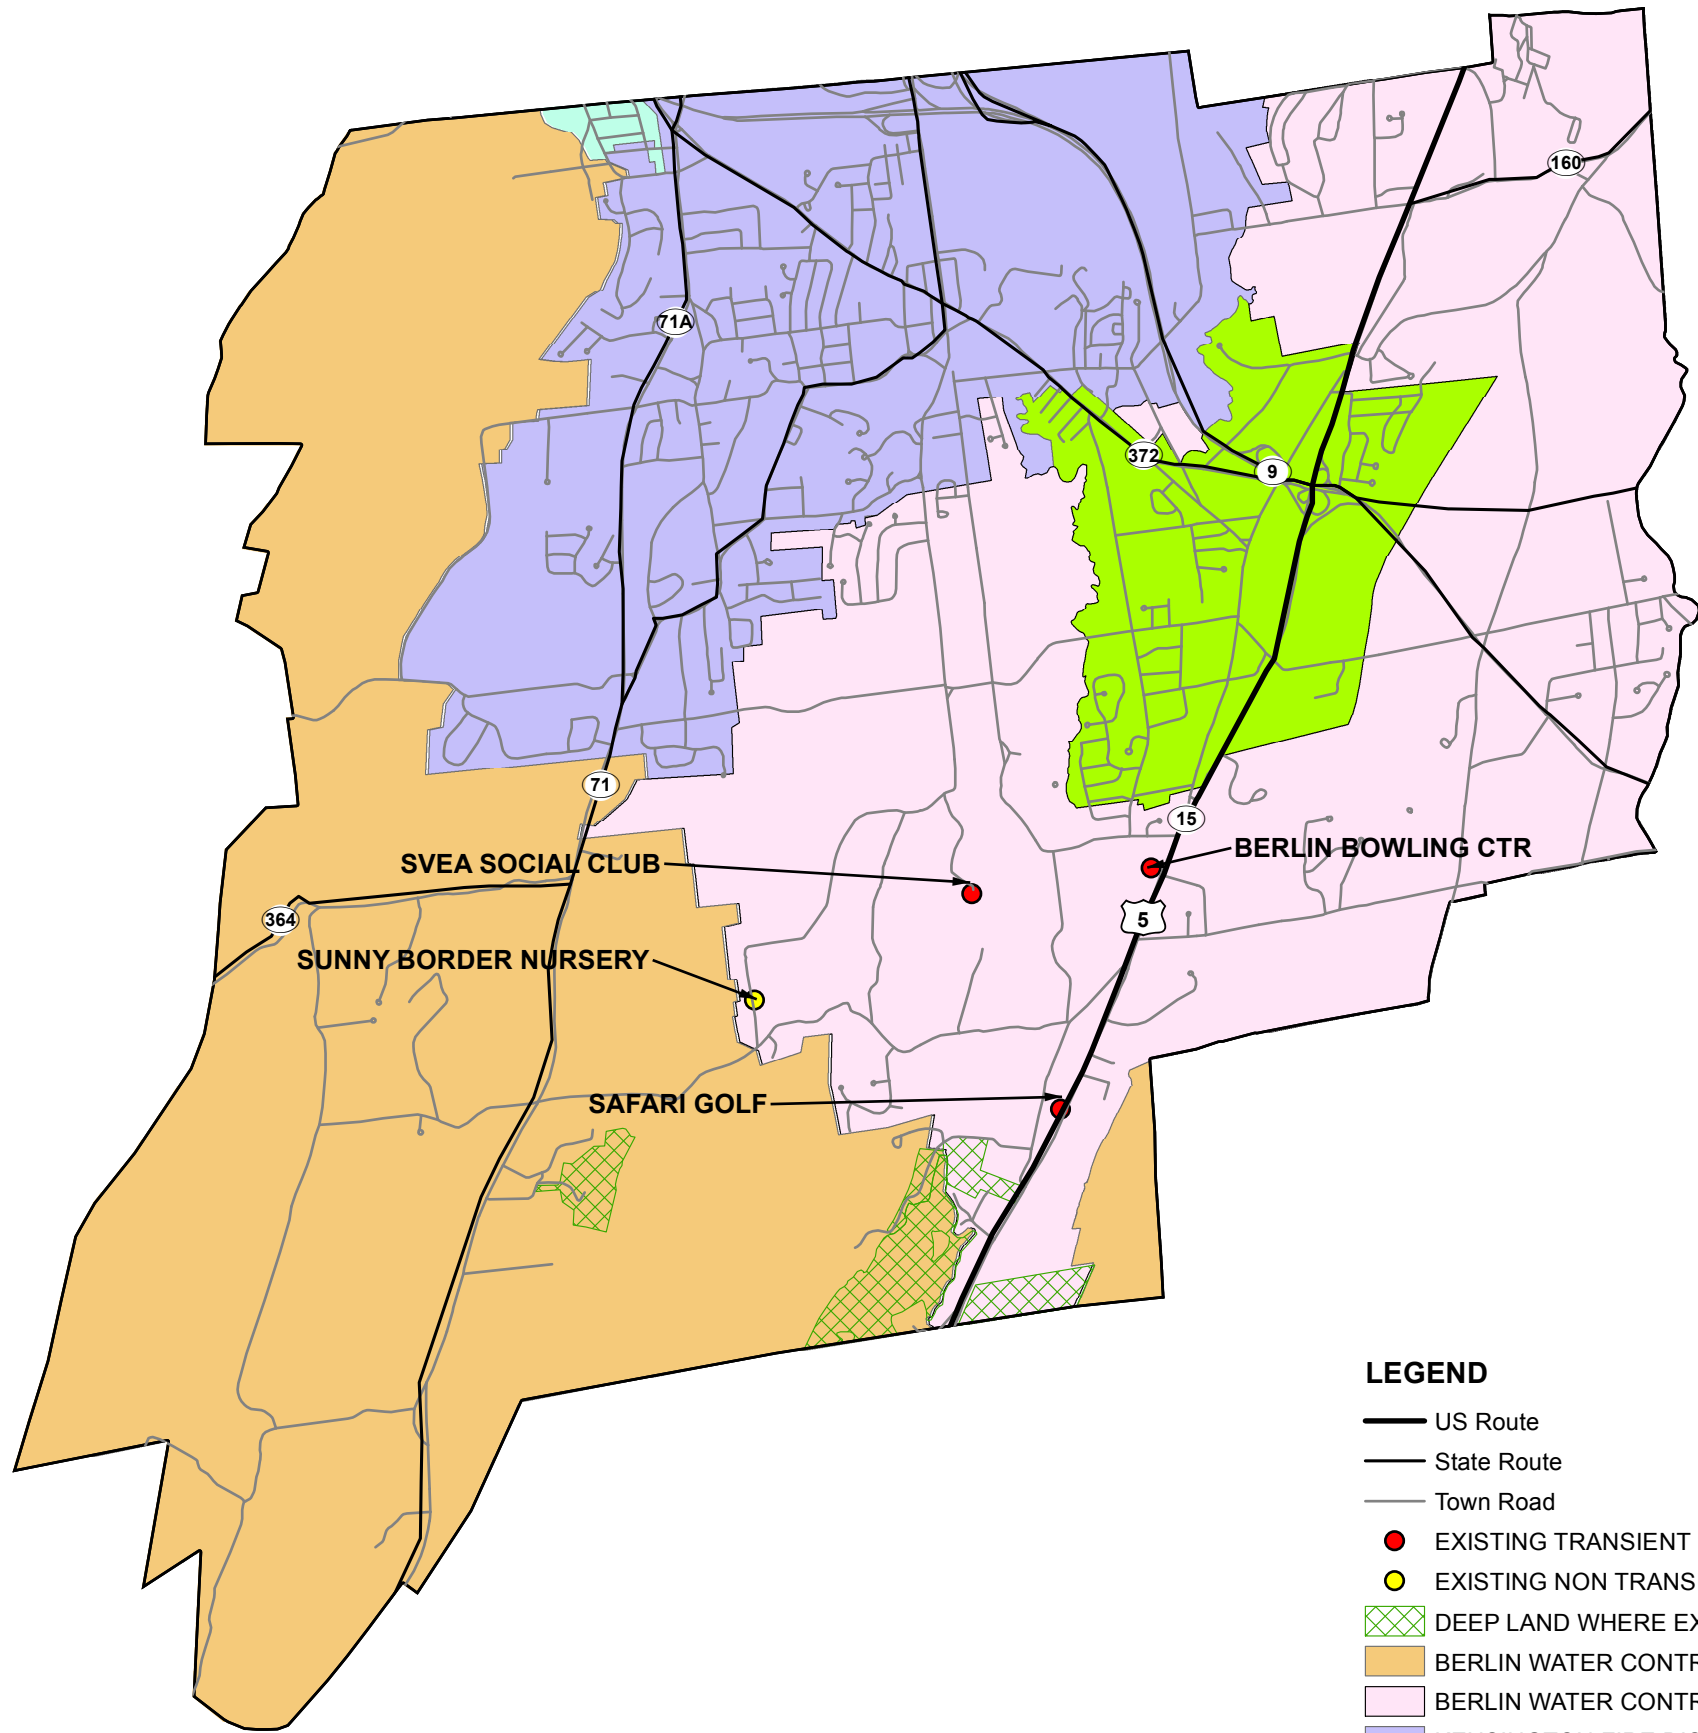 160
71A
372
9
71
15
SVEA SOCIAL CLUB
BERLIN BOWLING CTR
364
5
SUNNY BORDER NURSERY
SAFARI GOLF
LEGEND
US Route
State Route
Town Road
EXISTING TRANSIENT
EXISTING NON TRANS
DEEP LAND WHERE EX
BERLIN WATER CONTR
BERLIN WATER CONTR